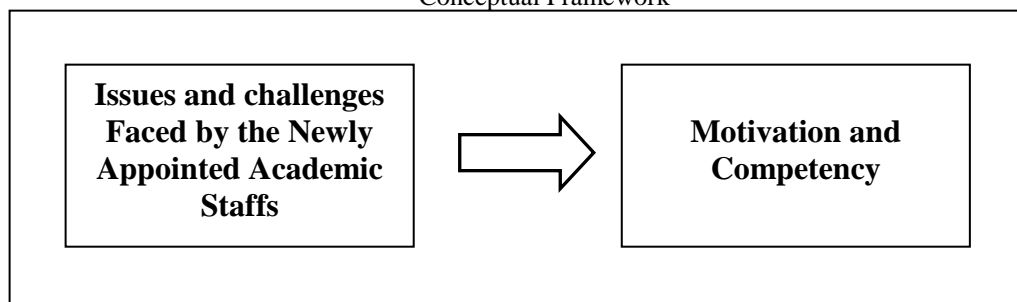 Conceptual Framework
Issues and challenges
Faced by the Newly
Appointed Academic
Staffs
Motivation and
Competency